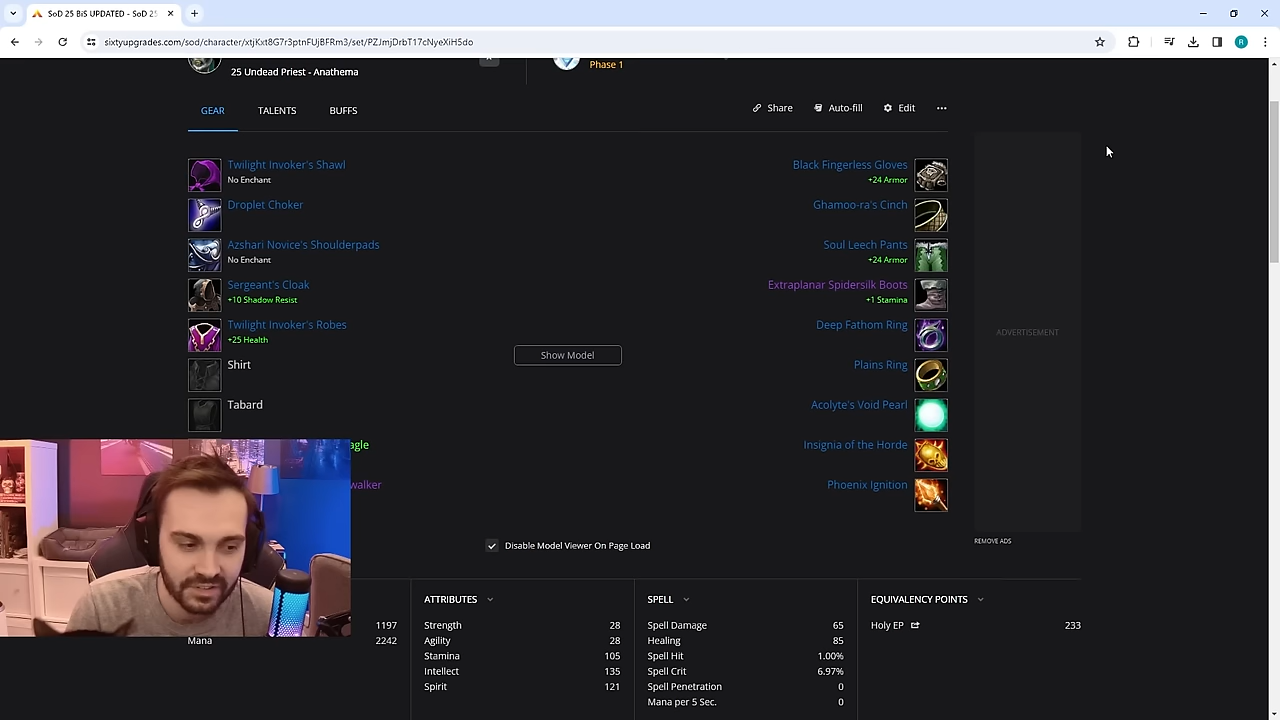 SoD 25 BiS UPDATED - SoD 25
sixtyupgrades.com/sod/character/xtjKxt8G7r3ptnFUjBFRm3/set/PZJmjDrbT17cNyeXiH5do
R
25 Undead Priest - Anathema
Phase 1
GEAR
TALENTS
BUFFS
Share
Auto-fill
Edit
Twilight Invoker's Shawl
No Enchant
Black Fingerless Gloves
+24 Armor
Droplet Choker
Ghamoo-ra's Cinch
Azshari Novice's Shoulderpads
No Enchant
Soul Leech Pants
+24 Armor
Sergeant's Cloak
+10 Shadow Resist
Extraplanar Spidersilk Boots
+1 Stamina
Twilight Invoker's Robes
+25 Health
Deep Fathom Ring
ADVERTISEMENT
Show Model
Shirt
Plains Ring
Tabard
Acolyte's Void Pearl
agle
Insignia of the Horde
walker
Phoenix Ignition
REMOVE ADS
Disable Model Viewer On Page Load
1197
Mana 2242
ATTRIBUTES
Strength 28
Agility 28
Stamina 105
Intellect 135
Spirit 121
SPELL
Spell Damage 65
Healing 85
Spell Hit 1.00%
Spell Crit 6.97%
Spell Penetration 0
Mana per 5 Sec. 0
EQUIVALENCY POINTS
Holy EP 233